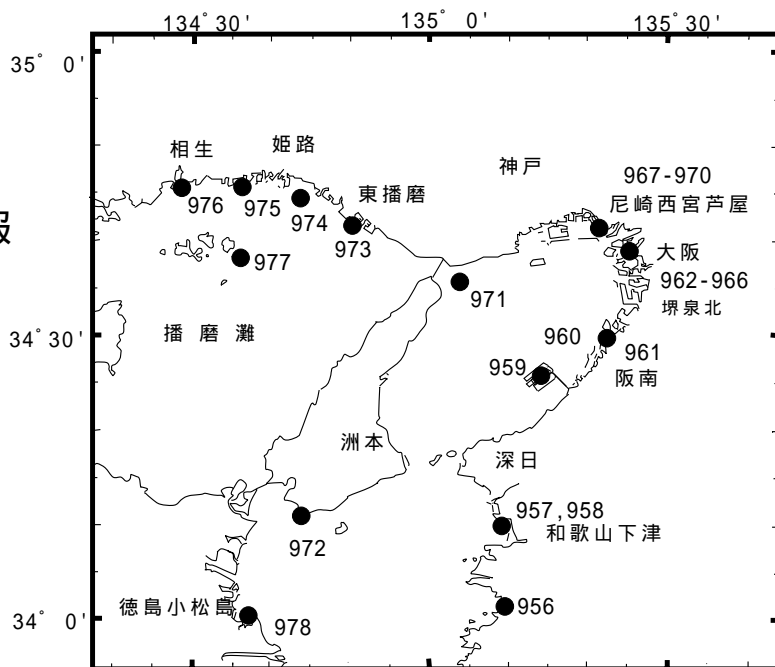 134° 30' 135° 0' 135° 30'
35° 0'
相生
姫路
神戸
東播磨
967-970
尼崎西宮芦屋
976
975
974
973
報
977
971
大阪
962-966
堺泉北
播磨灘
34° 30'
960
961
959
阪南
洲本
深日
957,958
和歌山下津
972
956
徳島小松島
978
34° 0'